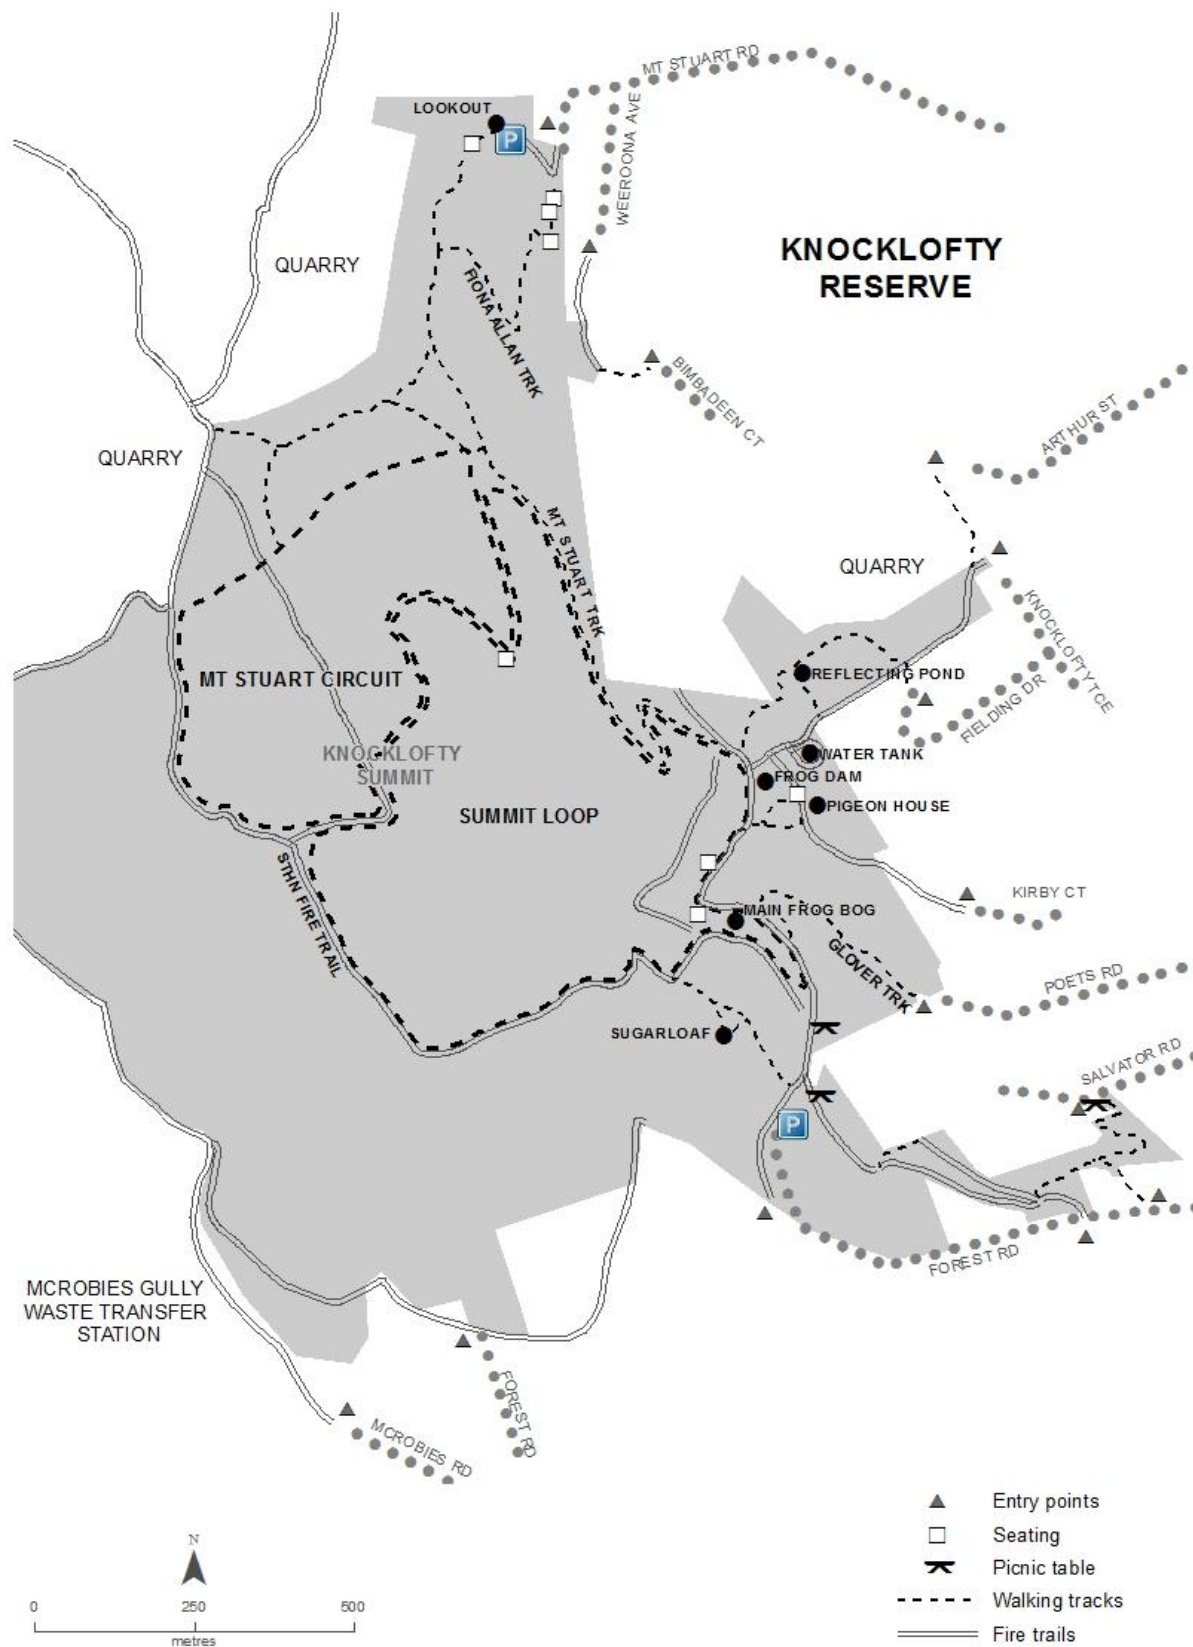 MT STUART RD
LOOKOUT
P
WEEROONA AVE
KNOCKLOFTY
RESERVE
QUARRY
FIONA ALLAN TRK
BIMBADEEN CT
ARTHUR ST
QUARRY
MT STUART TRK
QUARRY
KNOCKLOFTY TCE
MT STUART CIRCUIT
REFLECTING POND
FIELDING DR
KNOCKLOFTY
SUMMIT
WATER TANK
FROG DAM
PIGEON HOUSE
SUMMIT LOOP
STHN FIRE TRAIL
KIRBY CT
MAIN FROG BOG
GLOVER TRK
POETS RD
SUGARLOAF
SALVATOR RD
P
FOREST RD
MCROBIES GULLY
WASTE TRANSFER
STATION
FOREST RD
MCROBIES RD
Entry points
Seating
Picnic table
Walking tracks
Fire trails
N
0 250 500
metres